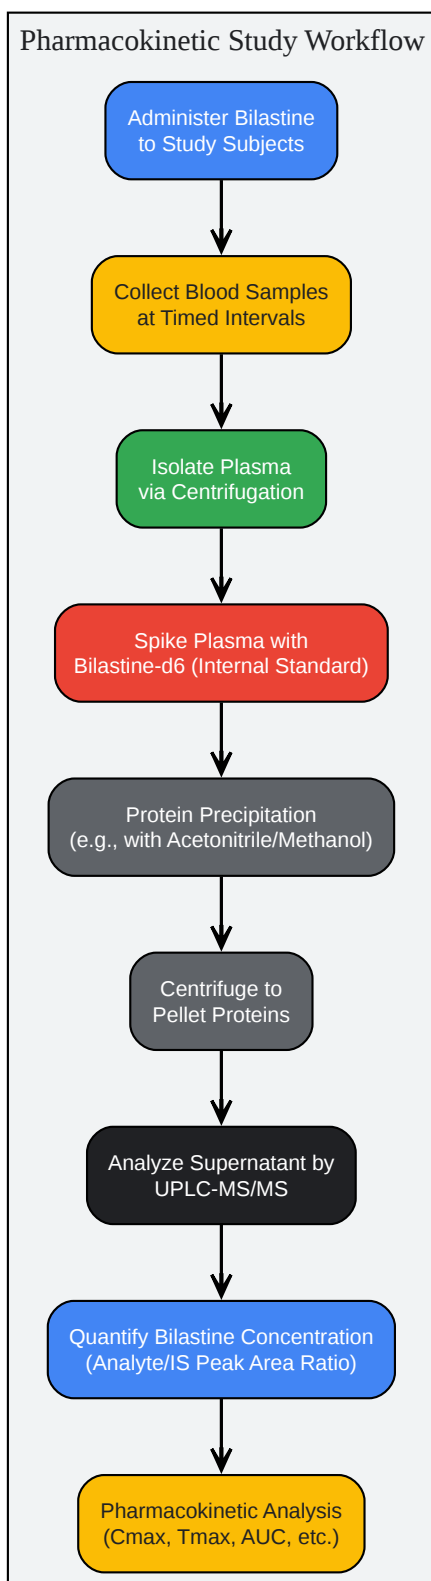 Pharmacokinetic Study Workflow
Administer Bilastine
to Study Subjects
Collect Blood Samples
at Timed Intervals
Isolate Plasma
via Centrifugation
Spike Plasma with
Bilastine-d6 (Internal Standard)
Protein Precipitation
(e.g., with Acetonitrile/Methanol)
Centrifuge to
Pellet Proteins
Analyze Supernatant by
UPLC-MS/MS
Quantify Bilastine Concentration
(Analyte/IS Peak Area Ratio)
Pharmacokinetic Analysis
(Cmax, Tmax, AUC, etc.)